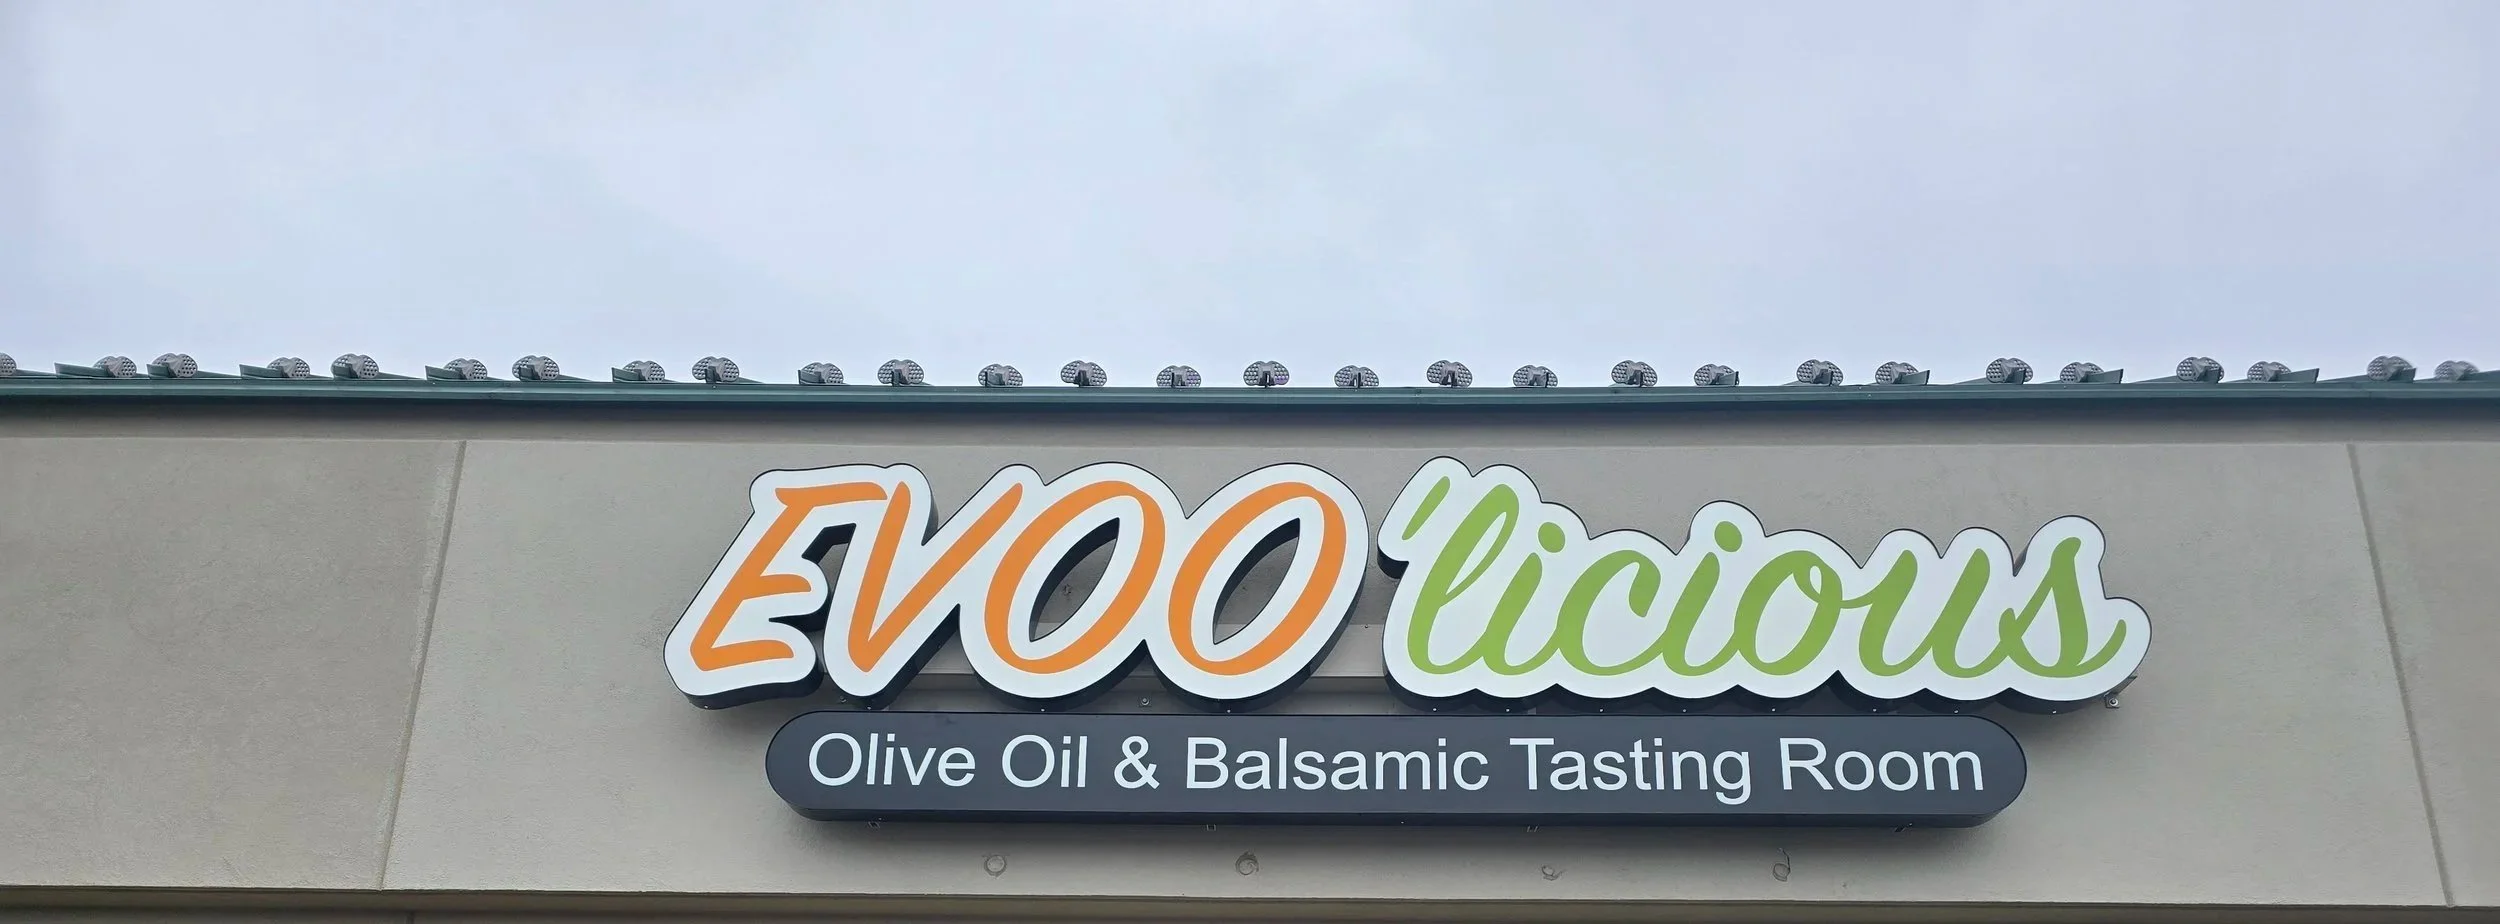 EVOO'licious
Olive Oil & Balsamic Tasting Room